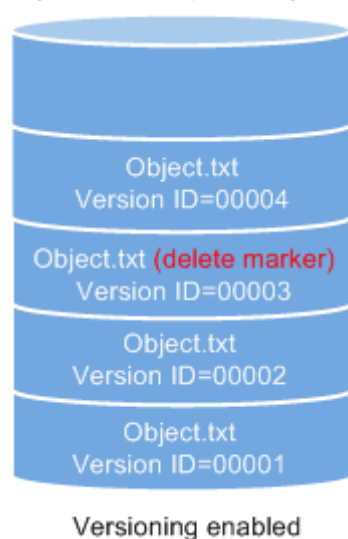 Object.txt
Version ID=00004
Object.txt (delete marker)
Version ID=00003
Object.txt
Version ID=00002
Object.txt
Version ID=00001
Versioning enabled